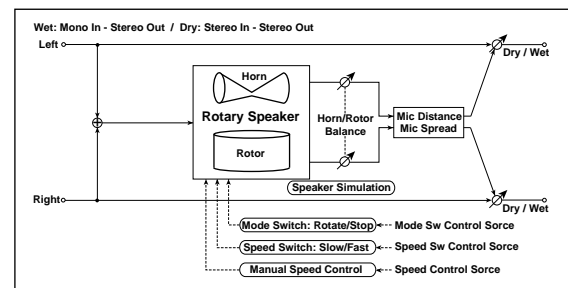 Wet: Mono In - Stereo Out / Dry: Stereo In - Stereo Out
Left
Dry / Wet
Horn
Rotary Speaker
Rotor
Horn/Rotor
Balance
Mic Distance
Mic Spread
Speaker Simulation
Right
Dry / Wet
Mode Switch: Rotate/Stop
Mode Sw Control Sorce
Speed Switch: Slow/Fast
Speed Sw Control Sorce
Manual Speed Control
Speed Control Sorce